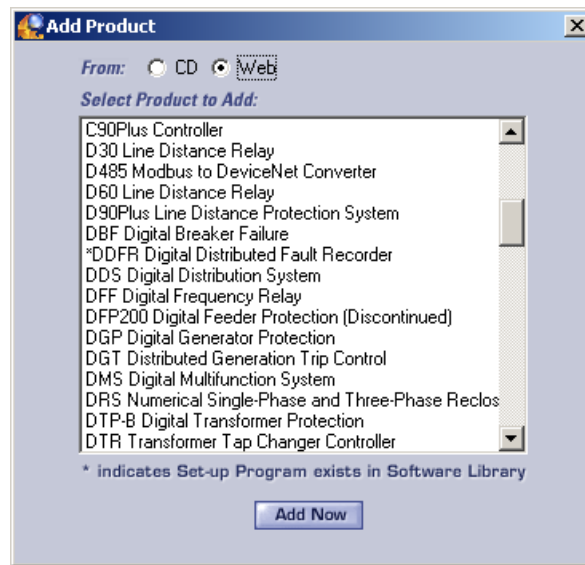 Add Product
From: CD Web
Select Product to Add:
C90Plus Controller
D30 Line Distance Relay
D485 Modbus to DeviceNet Converter
D60 Line Distance Relay
D90Plus Line Distance Protection System
DBF Digital Breaker Failure
*DDFR Digital Distributed Fault Recorder
DDS Digital Distribution System
DFF Digital Frequency Relay
DFP200 Digital Feeder Protection (Discontinued)
DGP Digital Generator Protection
DGT Distributed Generation Trip Control
DMS Digital Multifunction System
DRS Numerical Single-Phase and Three-Phase Reclos
DTP-B Digital Transformer Protection
DTR Transformer Tap Changer Controller
* indicates Set-up Program exists in Software Library
Add Now